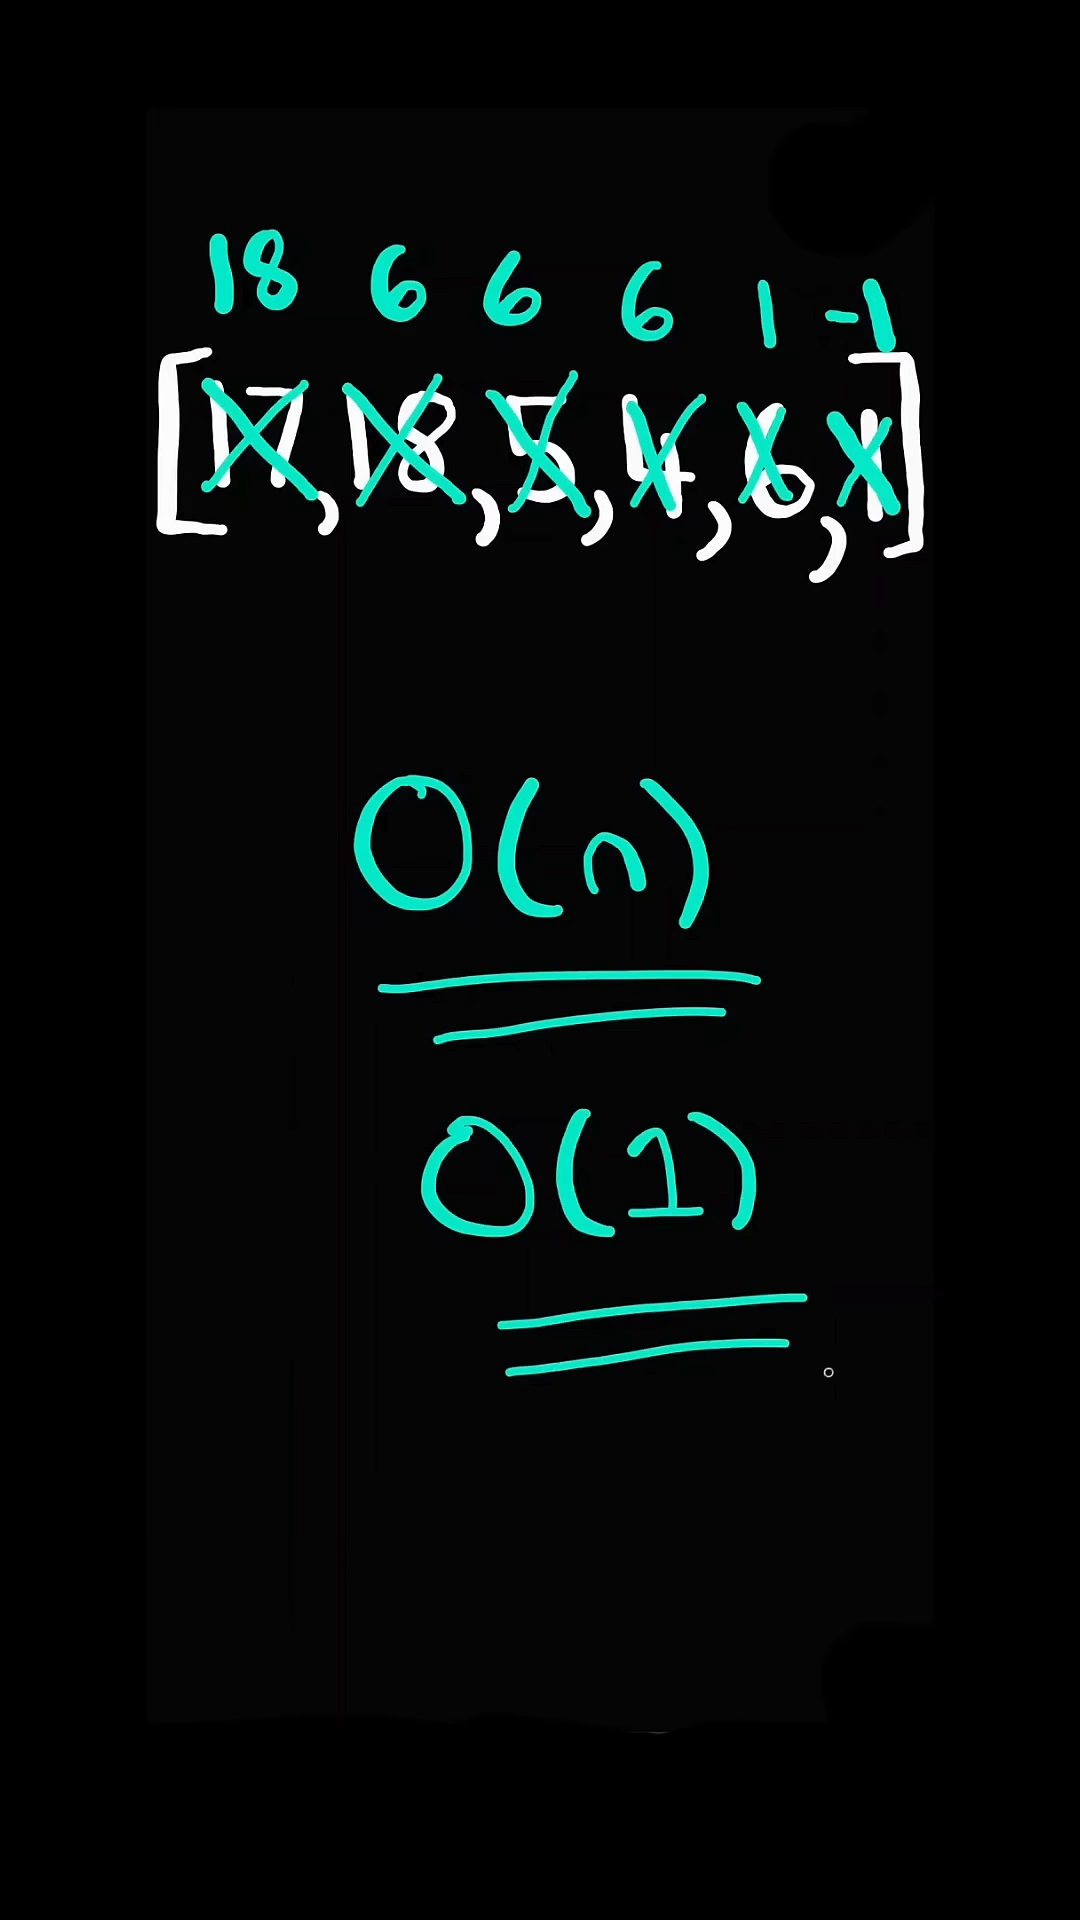 18 6 6 6 1 -1
[17, 18, 5, 4, 6, 1]
O(n)
O(1)